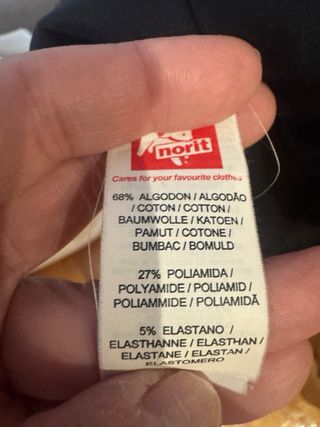 norit
Cares for your favourite clothes
68% ALGODON / ALGODÃO
/ COTON / COTTON /
BAUMWOLLE / KATOEN /
PAMUT / COTONE /
BUMBAC / BOMULD
27% POLIAMIDA /
POLYAMIDE / POLIAMID /
POLIAMMIDE / POLIAMIDĂ
5% ELASTANO /
ELASTHANNE / ELASTHAN /
ELASTANE / ELASTAN /
ELASTOMERO